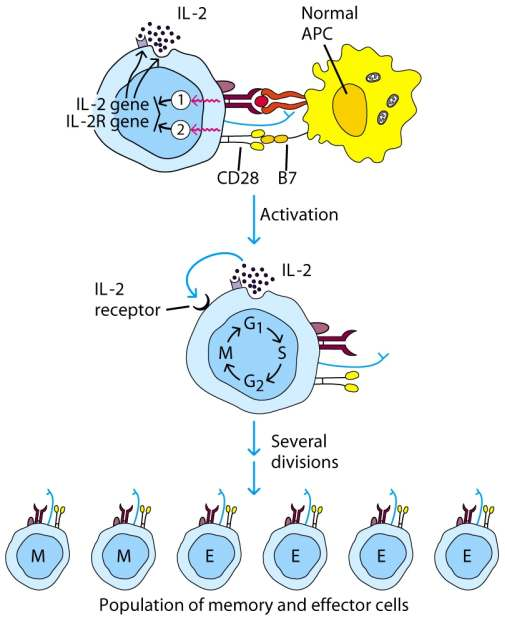 IL-2
Normal
APC
IL-2 gene
IL-2R gene
1
2
CD28
B7
Activation
IL-2
IL-2
receptor
G1
M
S
G2
Several
divisions
M
M
E
E
E
E
Population of memory and effector cells